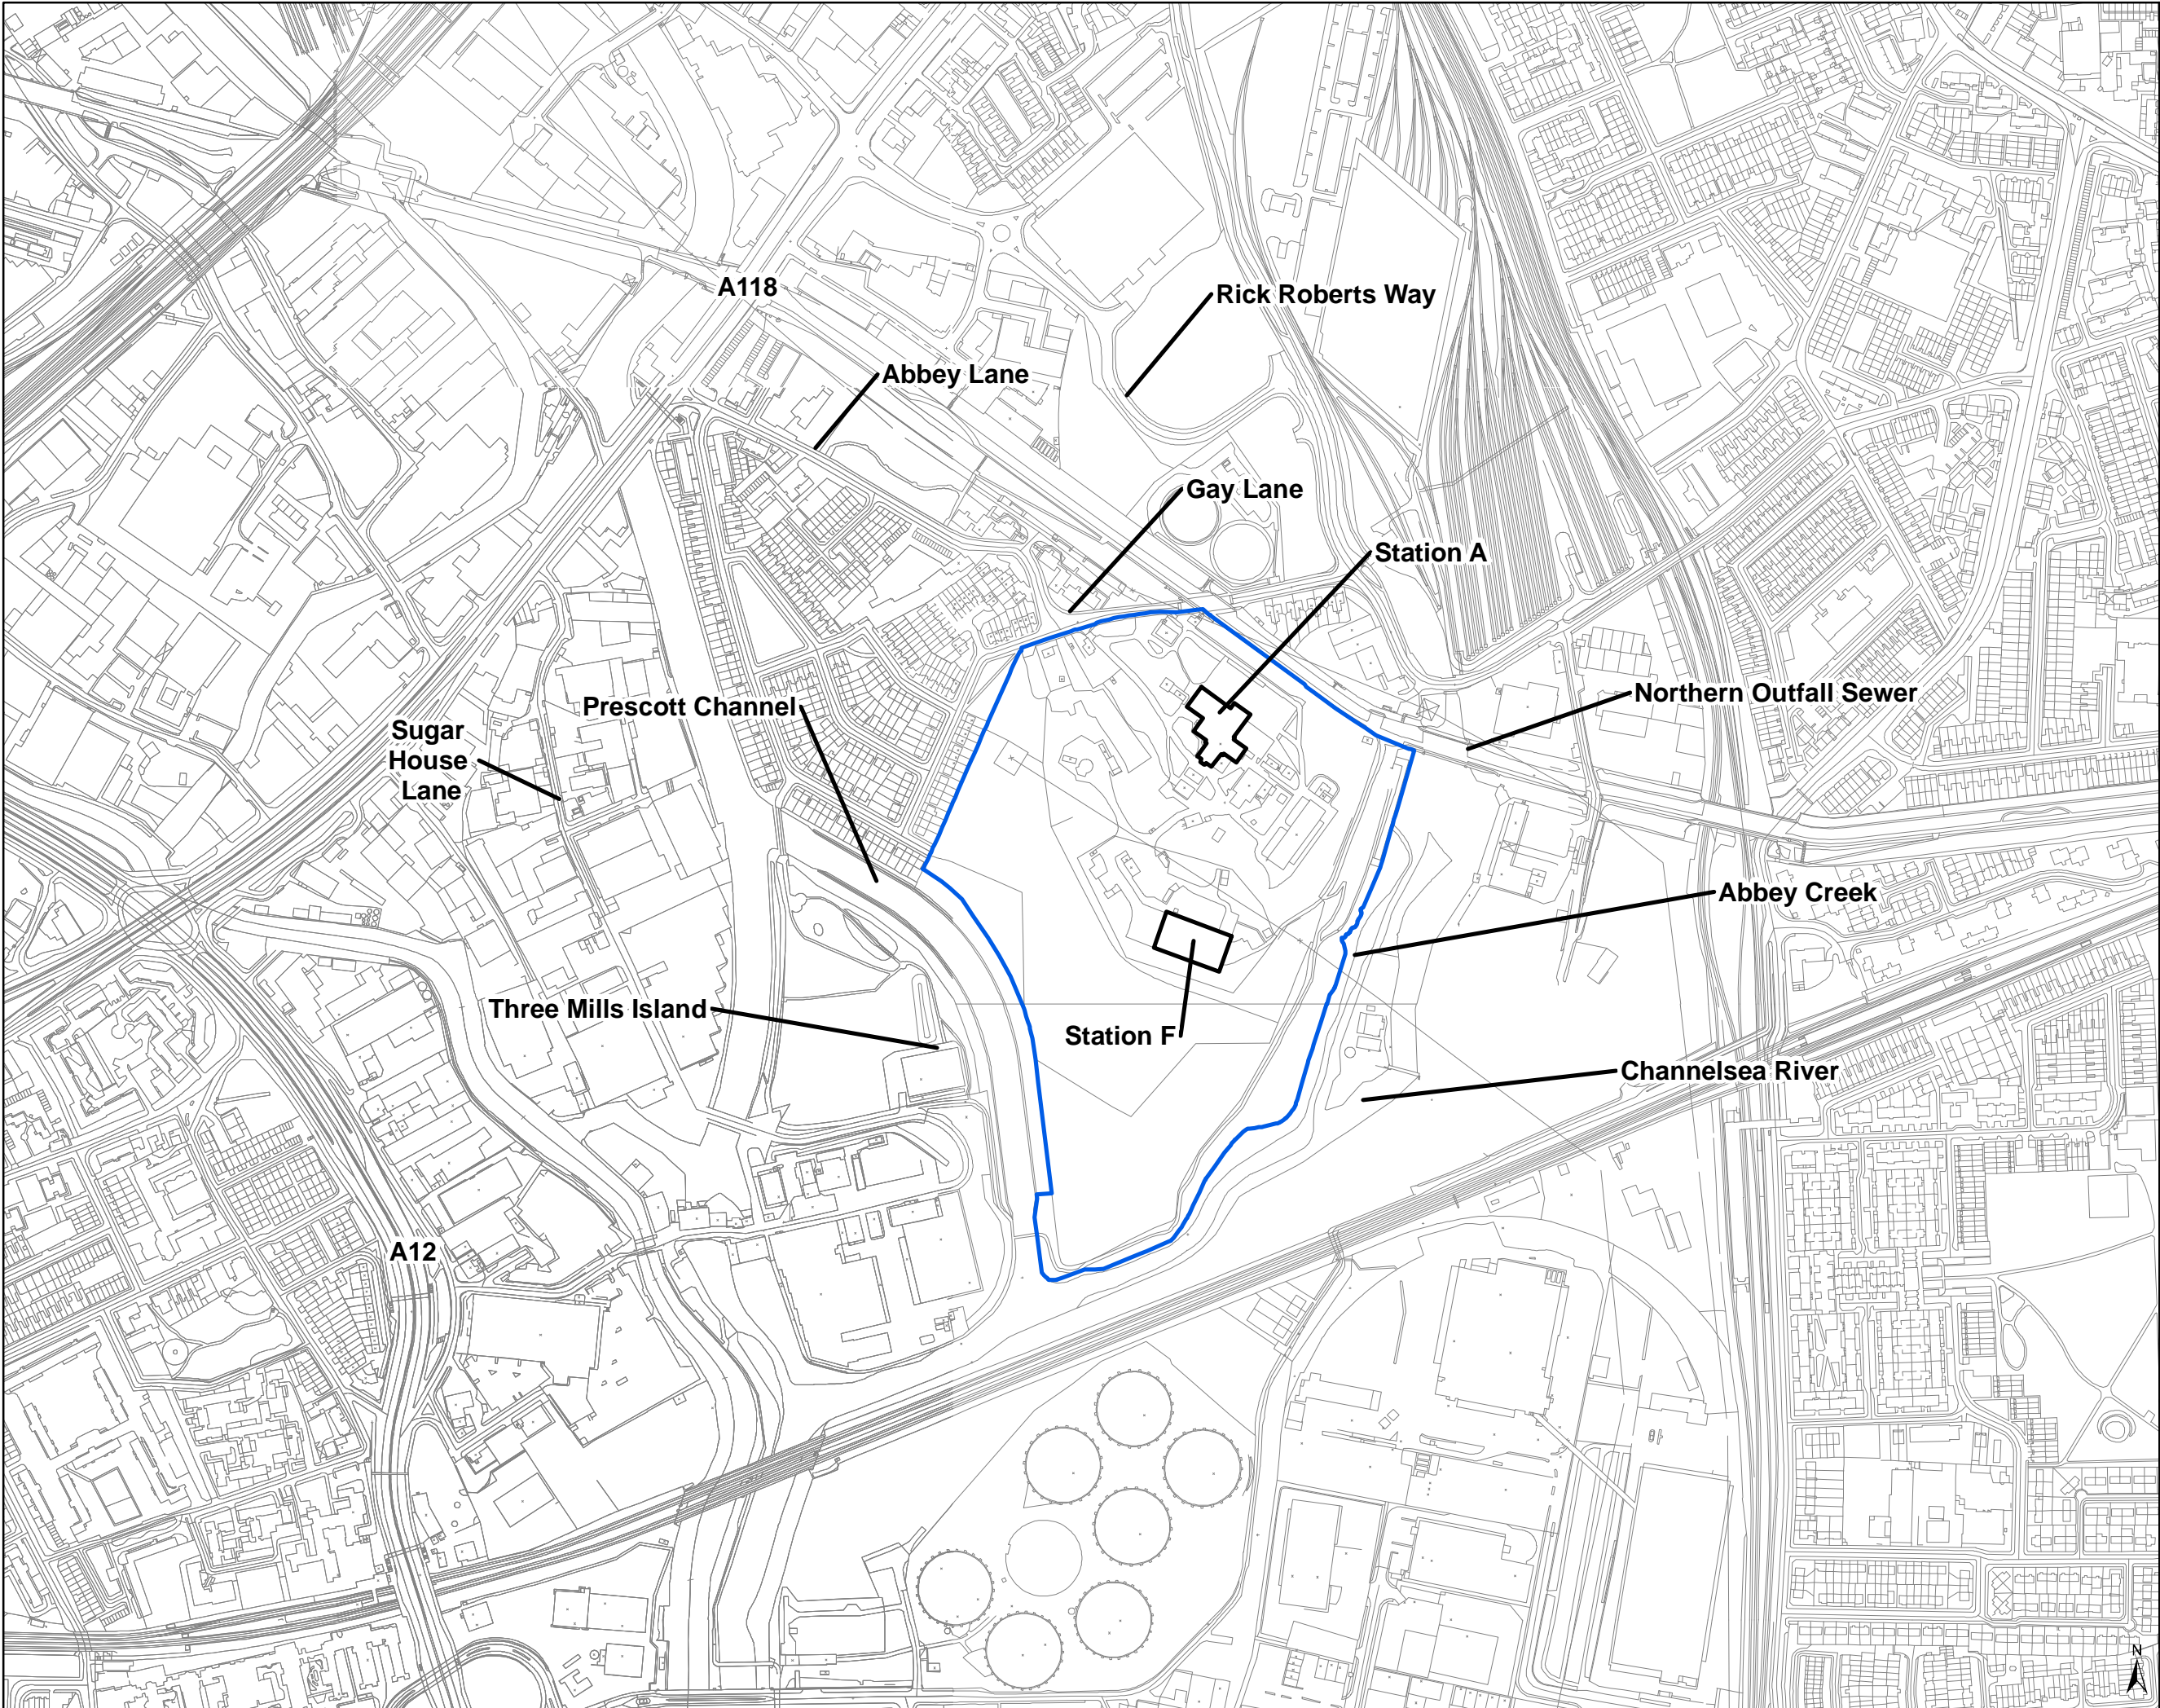 A118
Rick Roberts Way
Abbey Lane
Gay Lane
Station A
Northern Outfall Sewer
Prescott Channel
Sugar
House
Lane
Abbey Creek
Three Mills Island
Station F
Channelsea River
A12
N